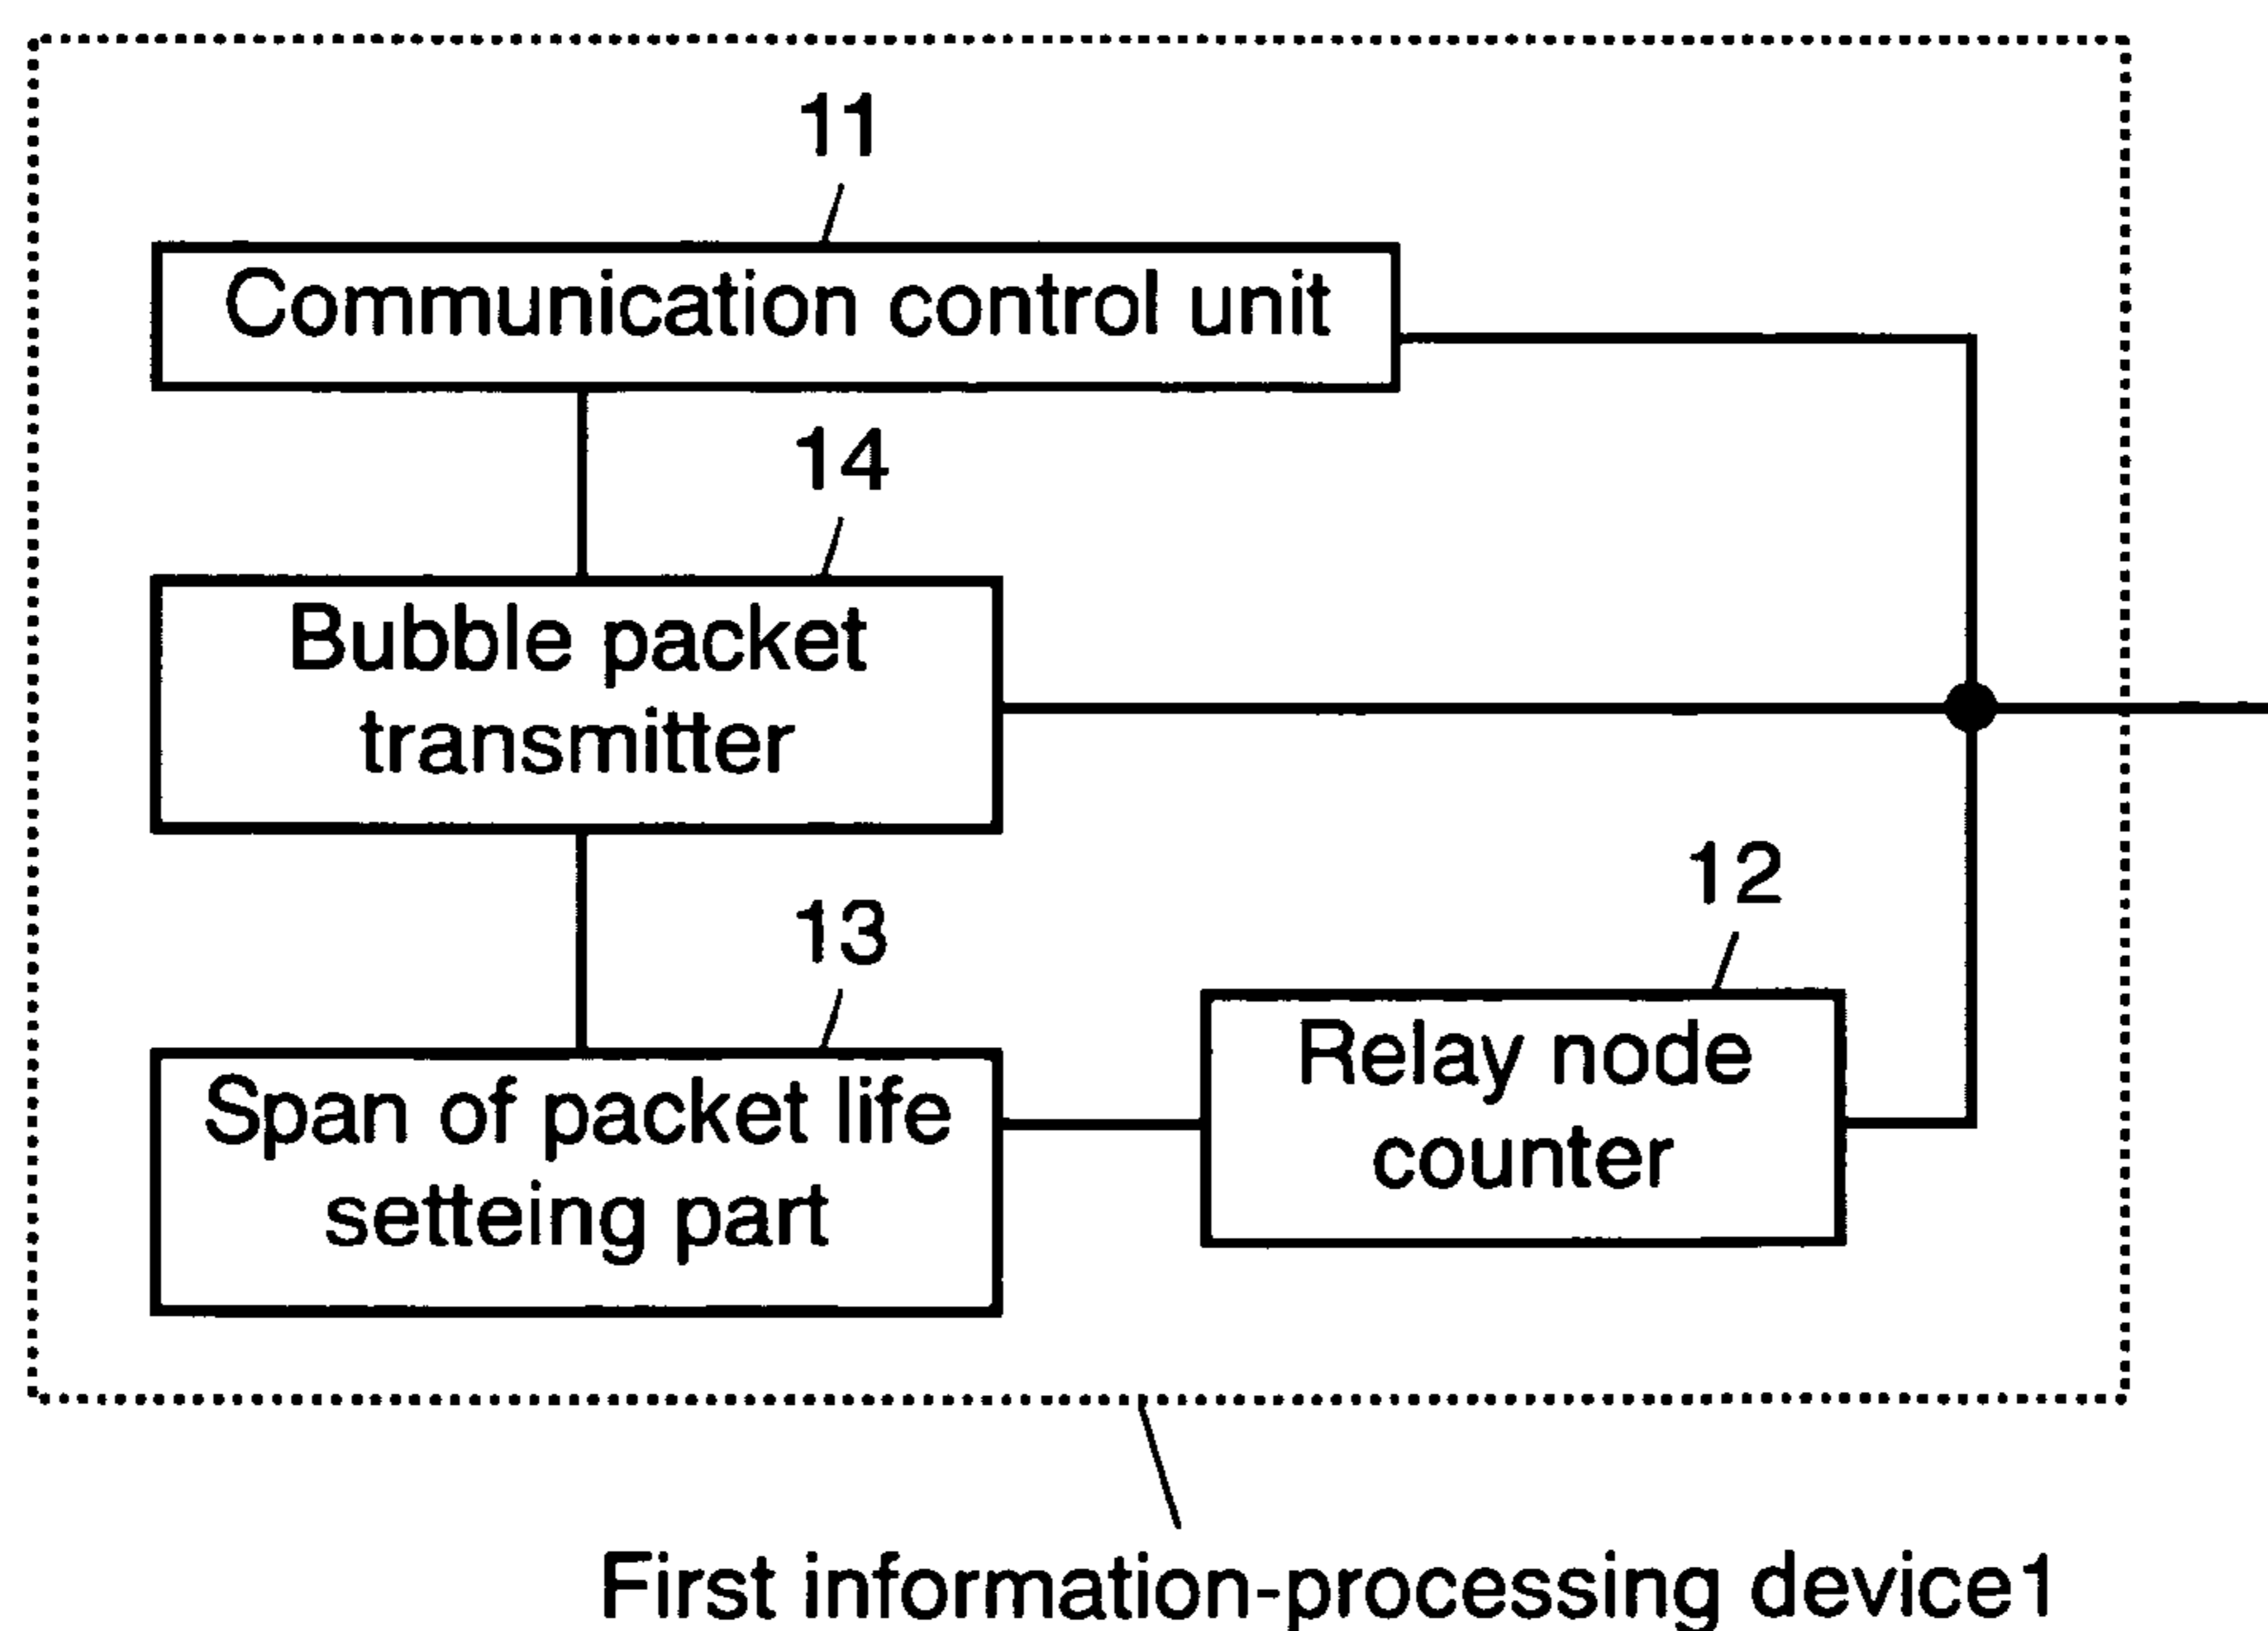 11
Communication control unit
14
Bubble packet
transmitter
13
Span of packet life
setteing part
12
Relay node
counter
First information-processing device1